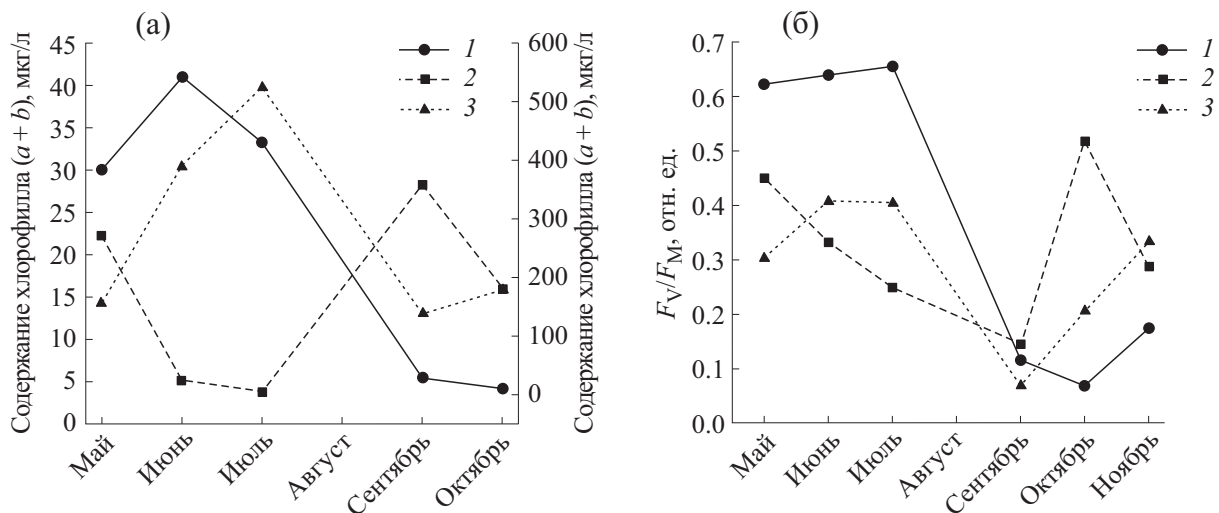 (а)
Содержание хлорофилла (a + b), мкг/л
45
40
35
30
25
20
15
10
5
0
600
500
400
300
200
100
0
Содержание хлорофилла (a + b), мкг/л
1
2
3
Май
Июнь
Июль
Август
Сентябрь
Октябрь
(б)
F_V/F_M, отн. ед.
0.7
0.6
0.5
0.4
0.3
0.2
0.1
0.0
1
2
3
Май
Июнь
Июль
Август
Сентябрь
Октябрь
Ноябрь